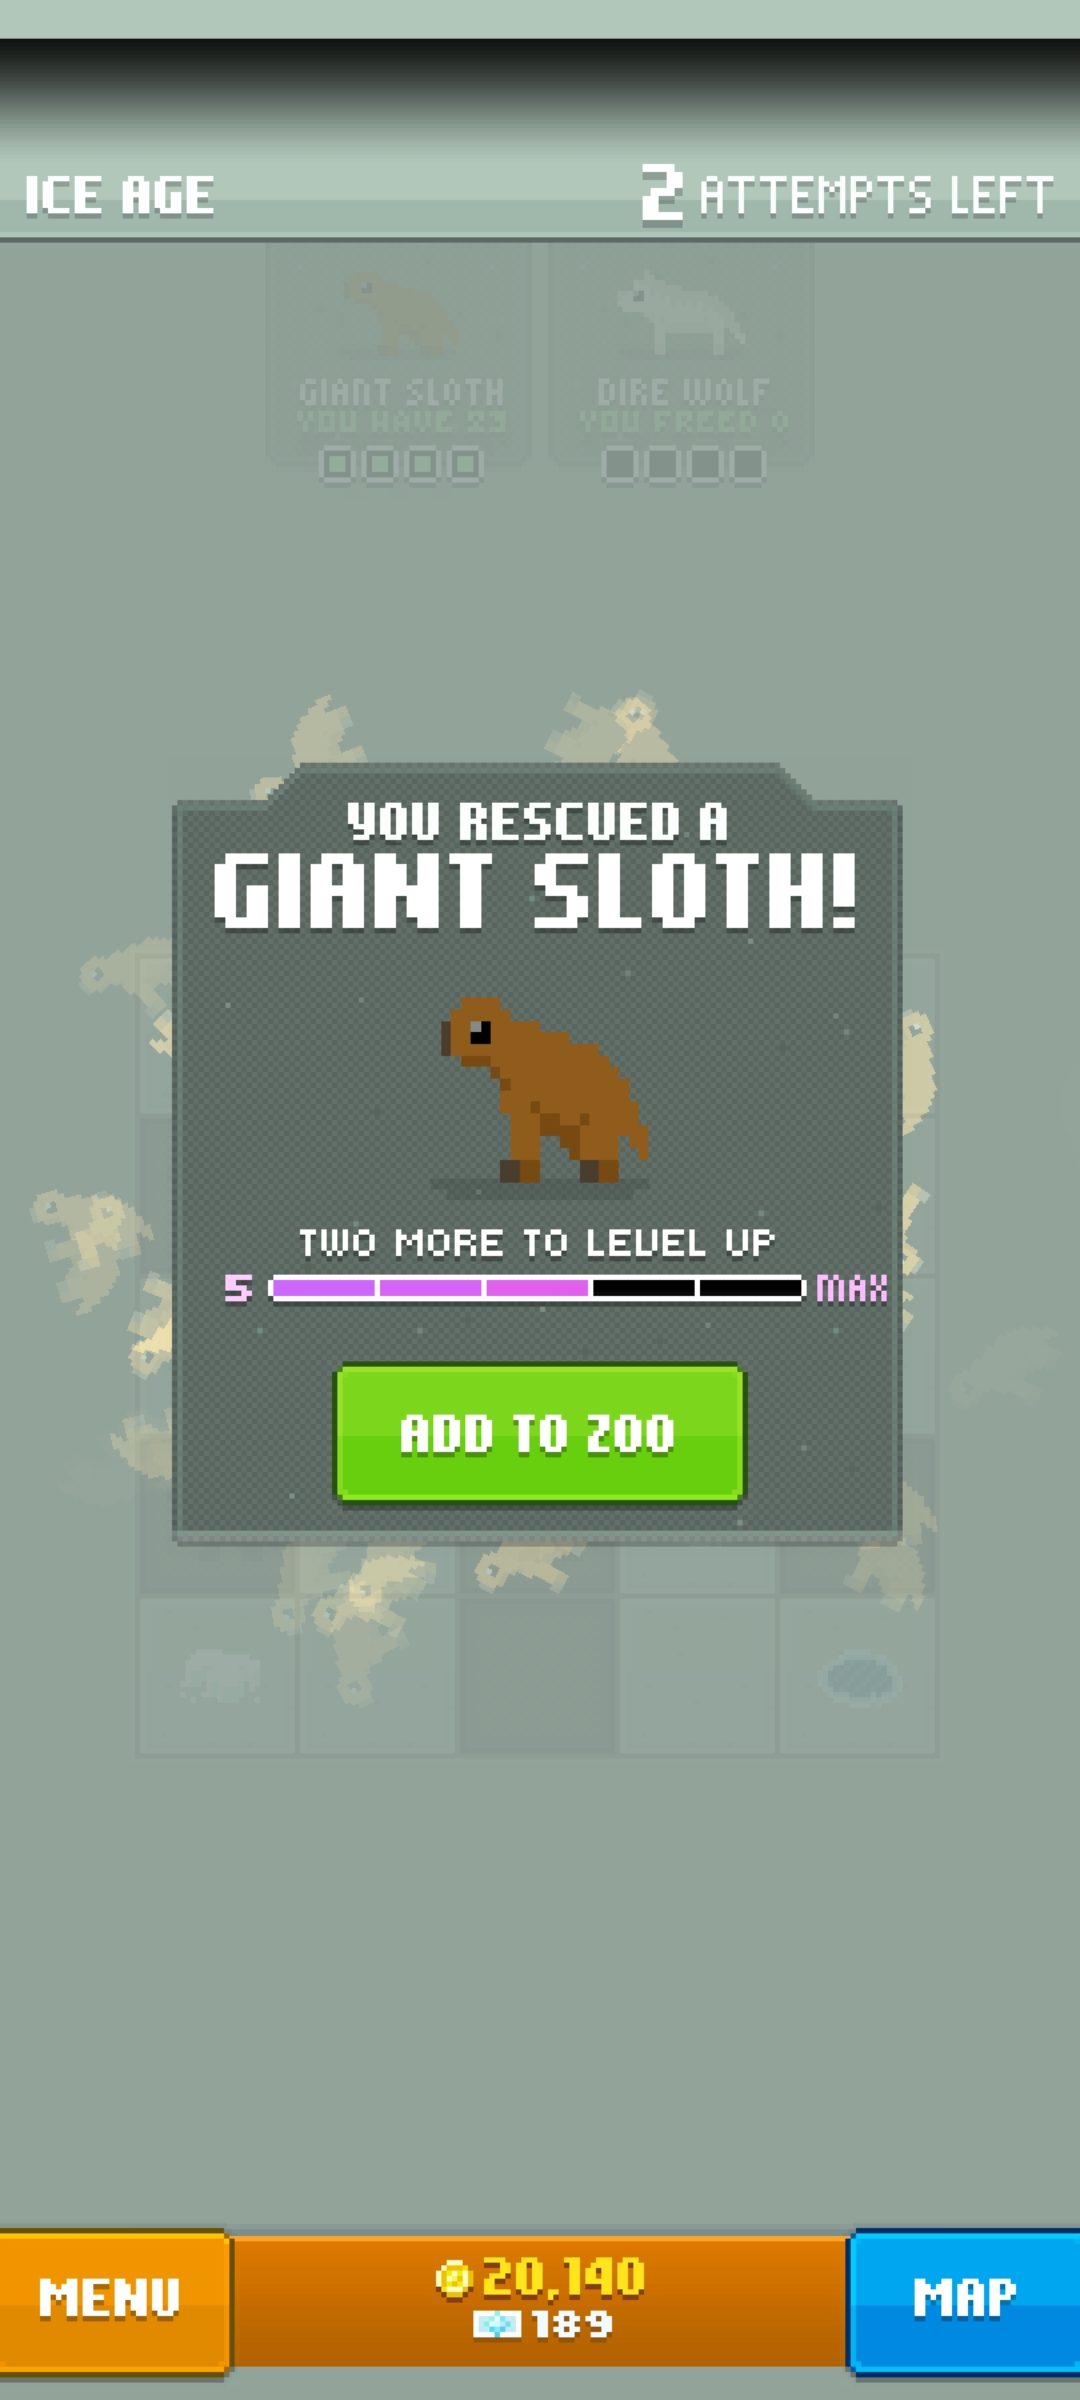 ICE AGE
2 ATTEMPTS LEFT
GIANT SLOTH
YOU HAVE 23
DIRE WOLF
YOU FREED 0
YOU RESCUED A
GIANT SLOTH!
TWO MORE TO LEVEL UP
5
MAX
ADD TO ZOO
MENU
20,140
189
MAP